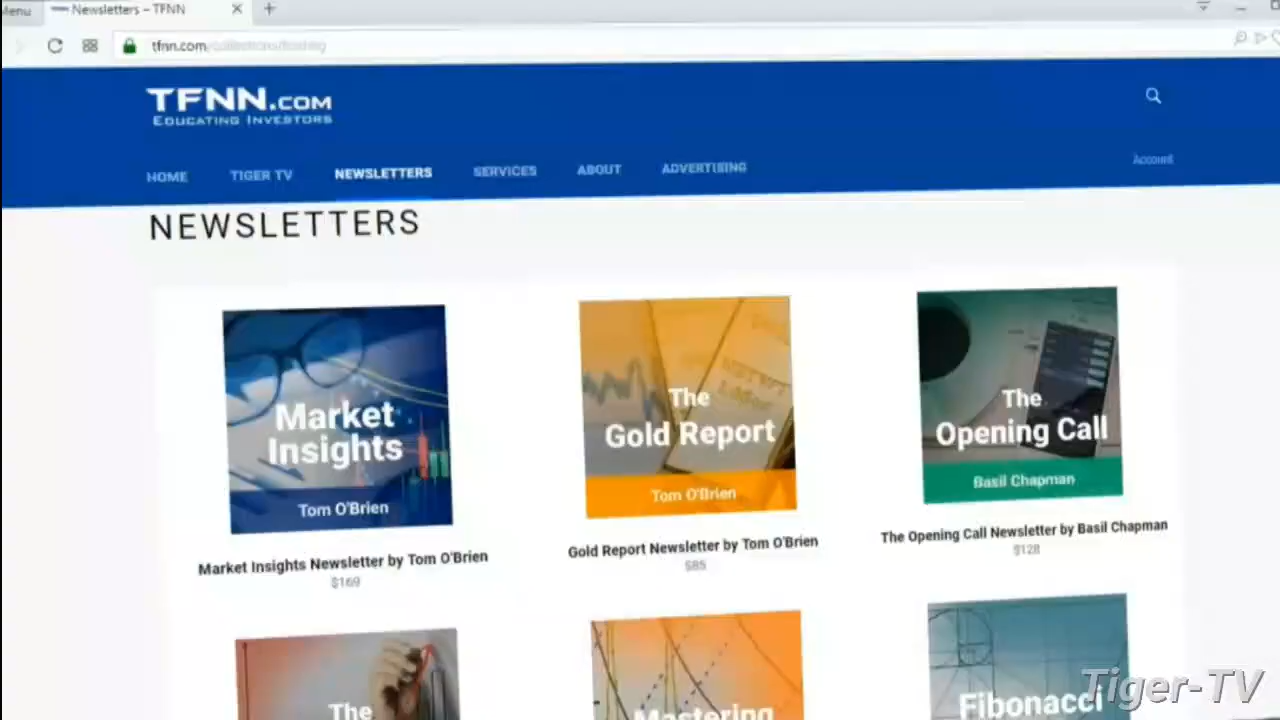 Menu
Newsletters – TFNN
tfnn.com
TFNN.COM
EDUCATING INVESTORS
Account
HOME TIGER TV NEWSLETTERS SERVICES ABOUT ADVERTISING
NEWSLETTERS
Market
Insights
Tom O'Brien
Market Insights Newsletter by Tom O'Brien
$169
The
Gold Report
Tom O'Brien
Gold Report Newsletter by Tom O'Brien
$85
The
Opening Call
Basil Chapman
The Opening Call Newsletter by Basil Chapman
$128
The
Mastering
Fibonacci
Tiger-TV